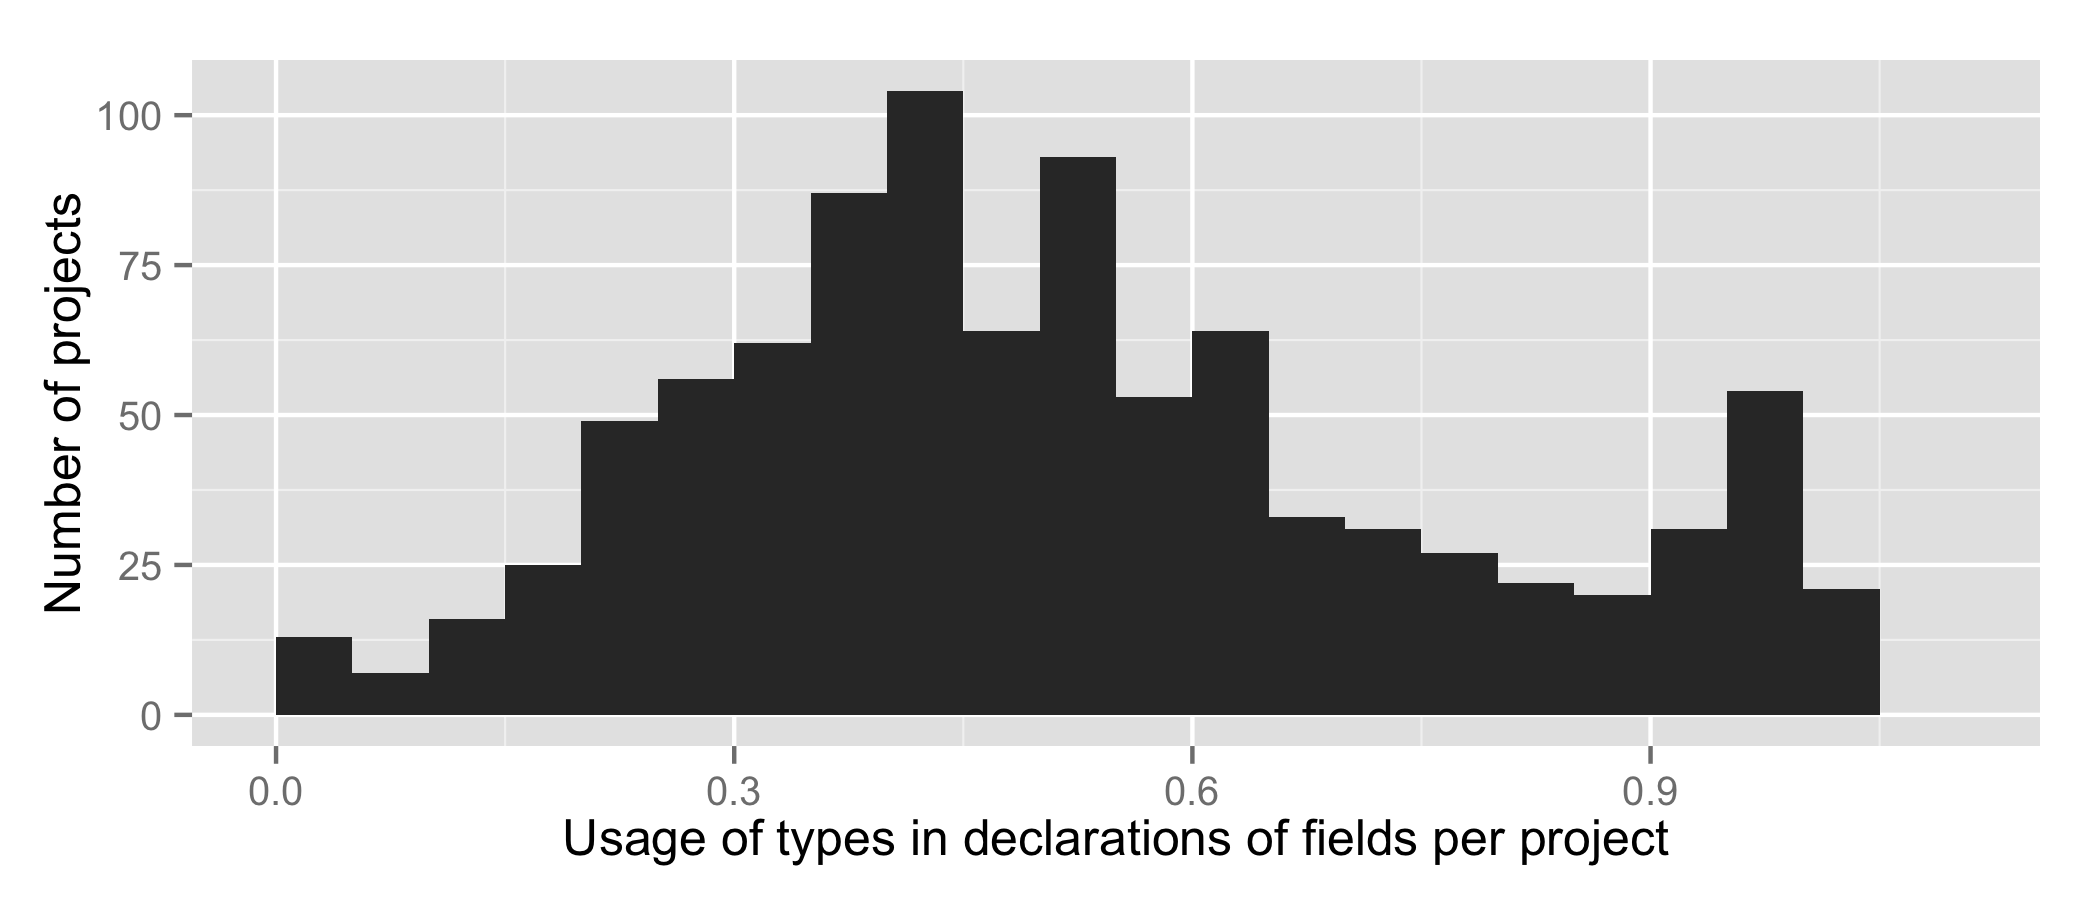 Number of projects
100
75
50
25
0
0.0 0.3 0.6 0.9
Usage of types in declarations of fields per project